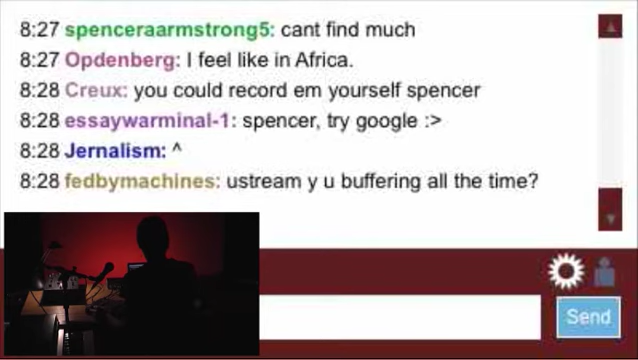 8:27 spenceraarmstrong5: cant find much
8:27 Opdenberg: I feel like in Africa.
8:28 Creux: you could record em yourself spencer
8:28 essaywarminal-1: spencer, try google :>
8:28 Jernalism: ^
8:28 fedbymachines: ustream y u buffering all the time?
Send